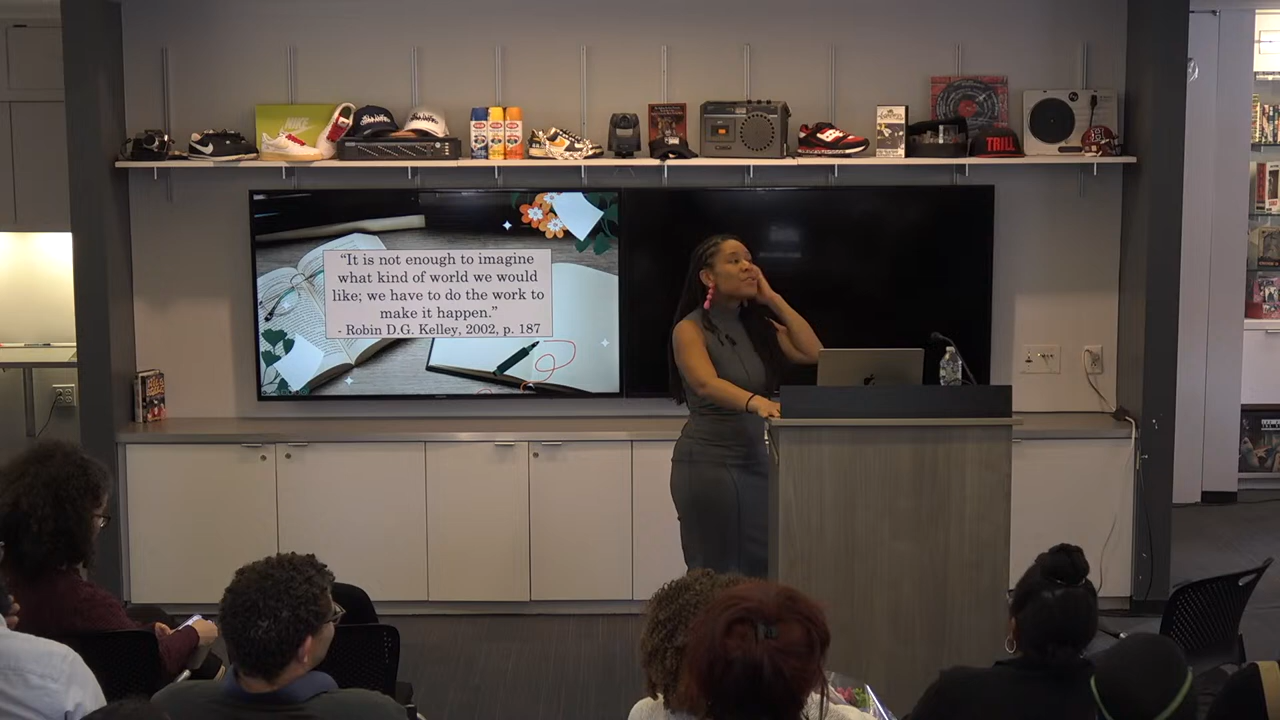 NIKE
TRILL
“It is not enough to imagine
what kind of world we would
like; we have to do the work to
make it happen.”
- Robin D.G. Kelley, 2002, p. 187